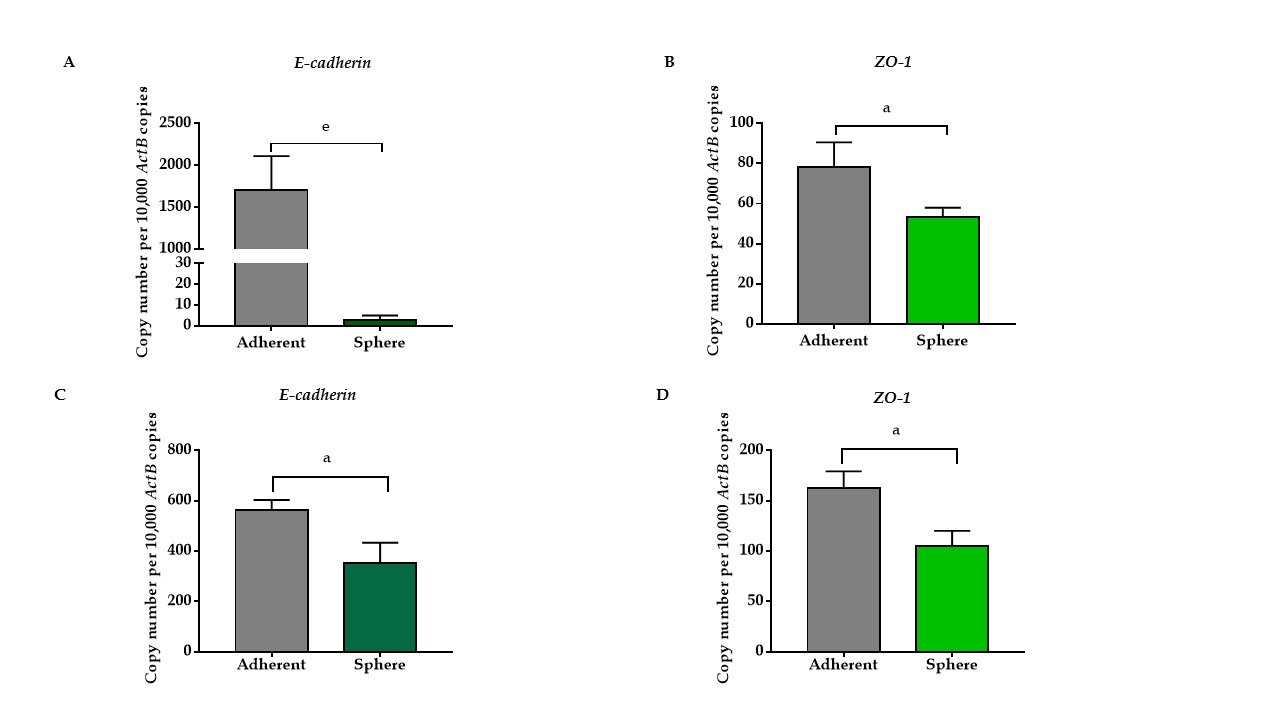 A
E-cadherin
Copy number per 10,000 ActB copies
2500
2000
1500
1000
30
20
10
0
e
Adherent
Sphere
B
ZO-1
Copy number per 10,000 ActB copies
100
80
60
40
20
0
a
Adherent
Sphere
C
E-cadherin
Copy number per 10,000 ActB copies
800
600
400
200
0
a
Adherent
Sphere
D
ZO-1
Copy number per 10,000 ActB copies
200
150
100
50
0
a
Adherent
Sphere